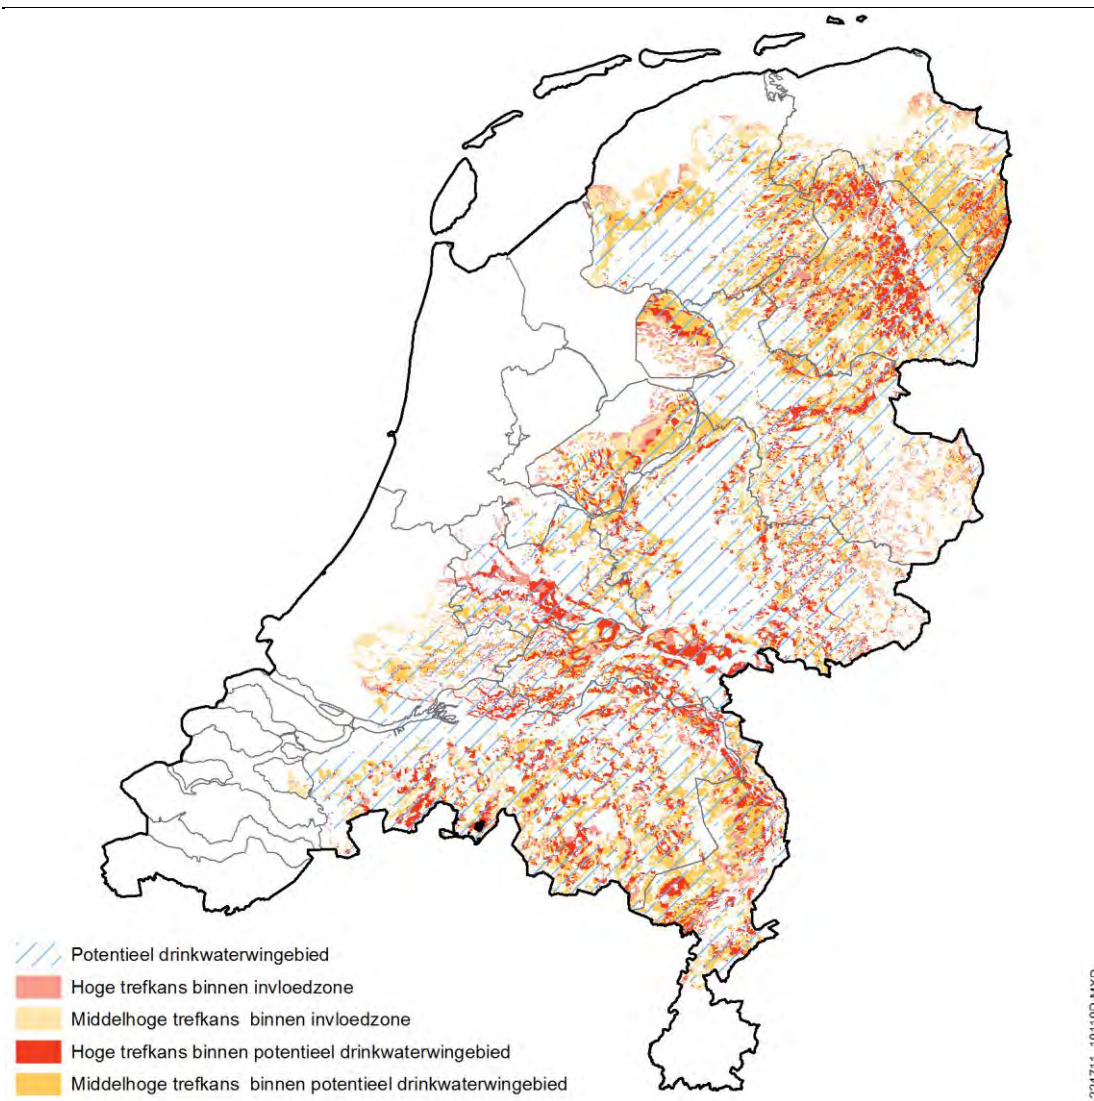 Potentieel drinkwaterwingebied
Hoge trefkans binnen invloedzone
Middelhoge trefkans binnen invloedzone
Hoge trefkans binnen potentieel drinkwaterwingebied
Middelhoge trefkans binnen potentieel drinkwaterwingebied